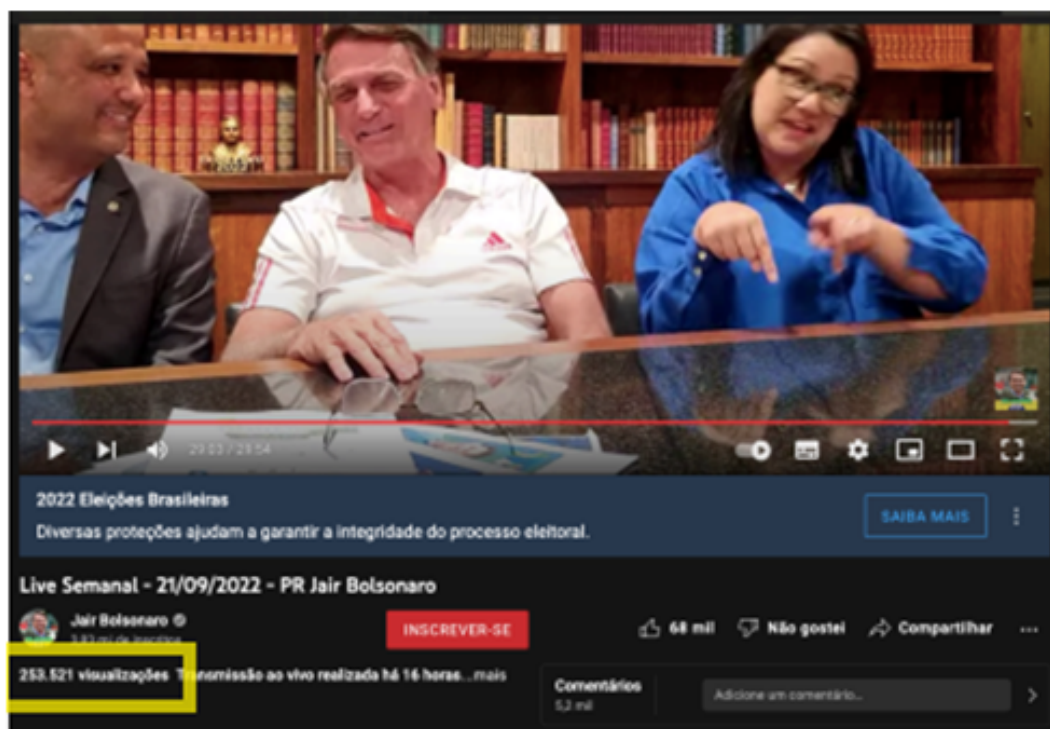 2022 Eleições Brasileiras
Diversas proteções ajudam a garantir a integridade do processo eleitoral.
SAIBA MAIS
Live Semanal - 21/09/2022 - PR Jair Bolsonaro
Jair Bolsonaro
INSCREVER-SE
68 mil
Não gostei
Compartilhar
253.521 visualizações Transmissão ao vivo realizada há 16 horas...mais
Comentários
5,2 mil
Adicione um comentário...